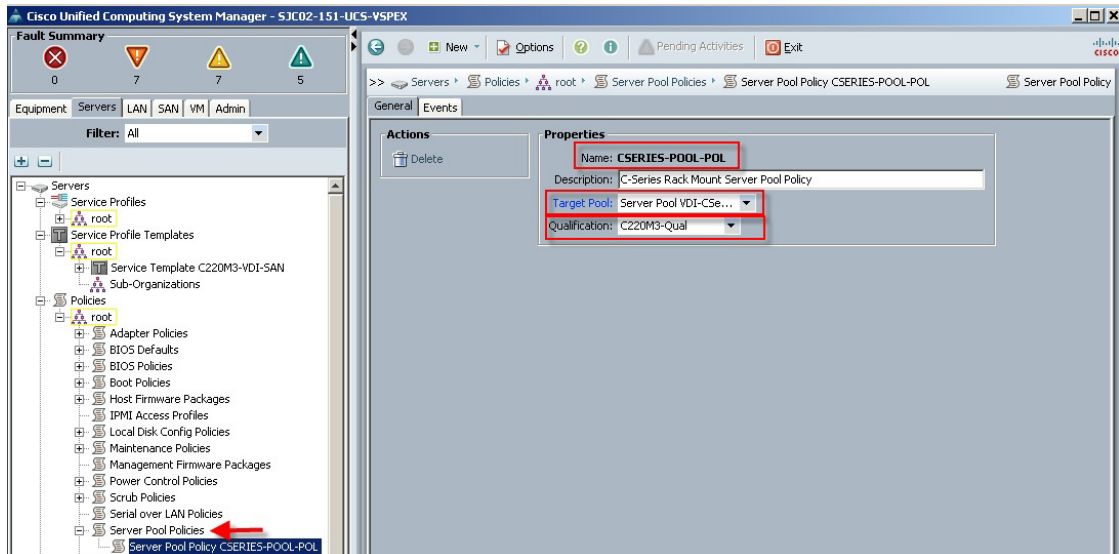 Cisco Unified Computing System Manager - SJC02-151-UCS-VSPEX
Fault Summary
0 7 7 5
New Options Pending Activities Exit
cisco
>> Servers Policies root Server Pool Policies Server Pool Policy CSERIES-POOL-POL Server Pool Policy
Equipment Servers LAN SAN VM Admin
Filter: All
General Events
Actions
Delete
Properties
Name: CSERIES-POOL-POL
Description: C-Series Rack Mount Server Pool Policy
Target Pool: Server Pool VDI-CSe...
Qualification: C220M3-Qual
Servers
Service Profiles
root
Service Profile Templates
root
Service Template C220M3-VDI-SAN
Sub-Organizations
Policies
root
Adapter Policies
BIOS Defaults
BIOS Policies
Boot Policies
Host Firmware Packages
IPMI Access Profiles
Local Disk Config Policies
Maintenance Policies
Management Firmware Packages
Power Control Policies
Scrub Policies
Serial over LAN Policies
Server Pool Policies
Server Pool Policy CSERIES-POOL-POL